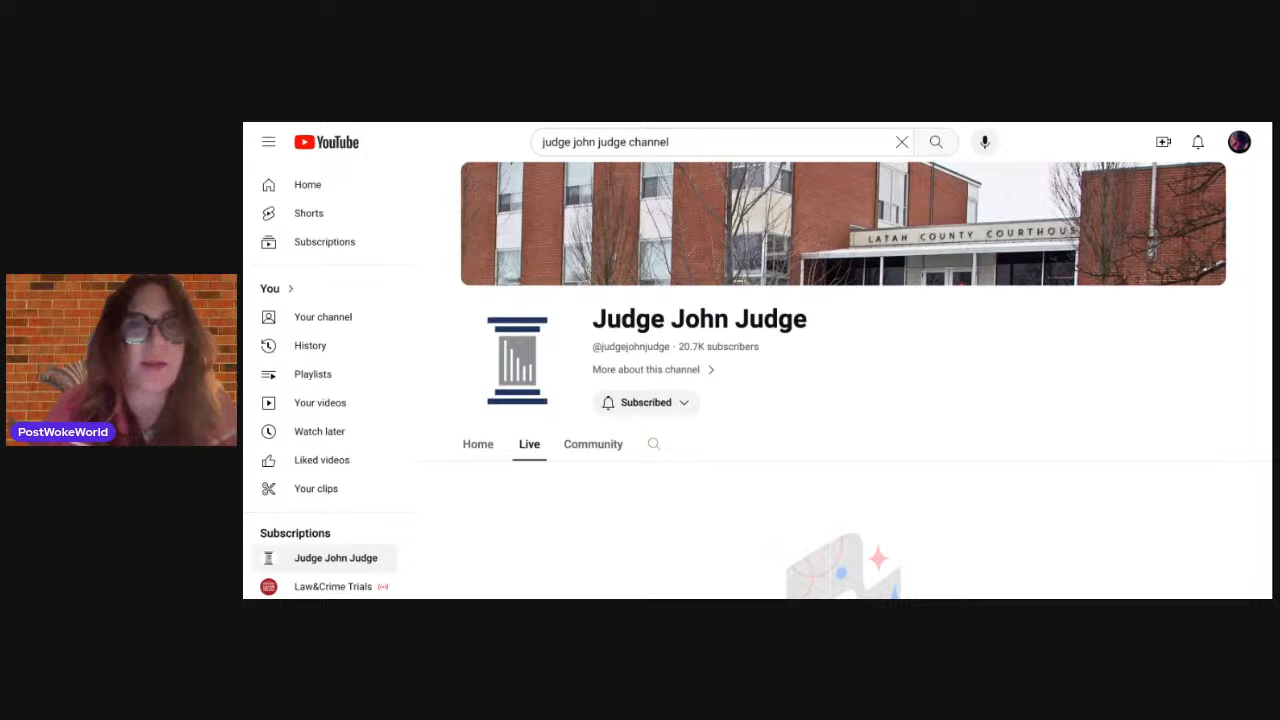 YouTube
judge john judge channel
Home
Shorts
Subscriptions
You
Your channel
History
Playlists
Your videos
Watch later
Liked videos
Your clips
Subscriptions
Judge John Judge
Law&Crime Trials
LATAH COUNTY COURTHOUS
Judge John Judge
@judgejohnjudge · 20.7K subscribers
More about this channel
Subscribed
Home Live Community
PostWokeWorld